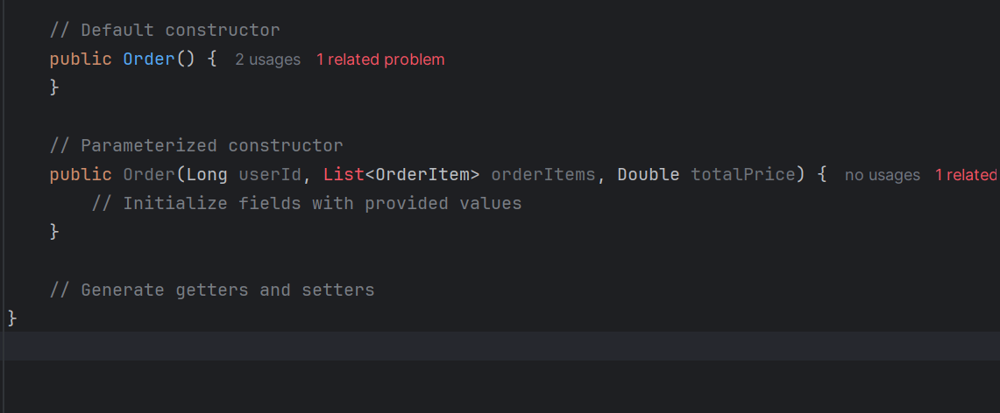 // Default constructor
public Order() { 2 usages 1 related problem
}
// Parameterized constructor
public Order(Long userId, List<OrderItem> orderItems, Double totalPrice) { no usages 1 related
// Initialize fields with provided values
}
// Generate getters and setters
}